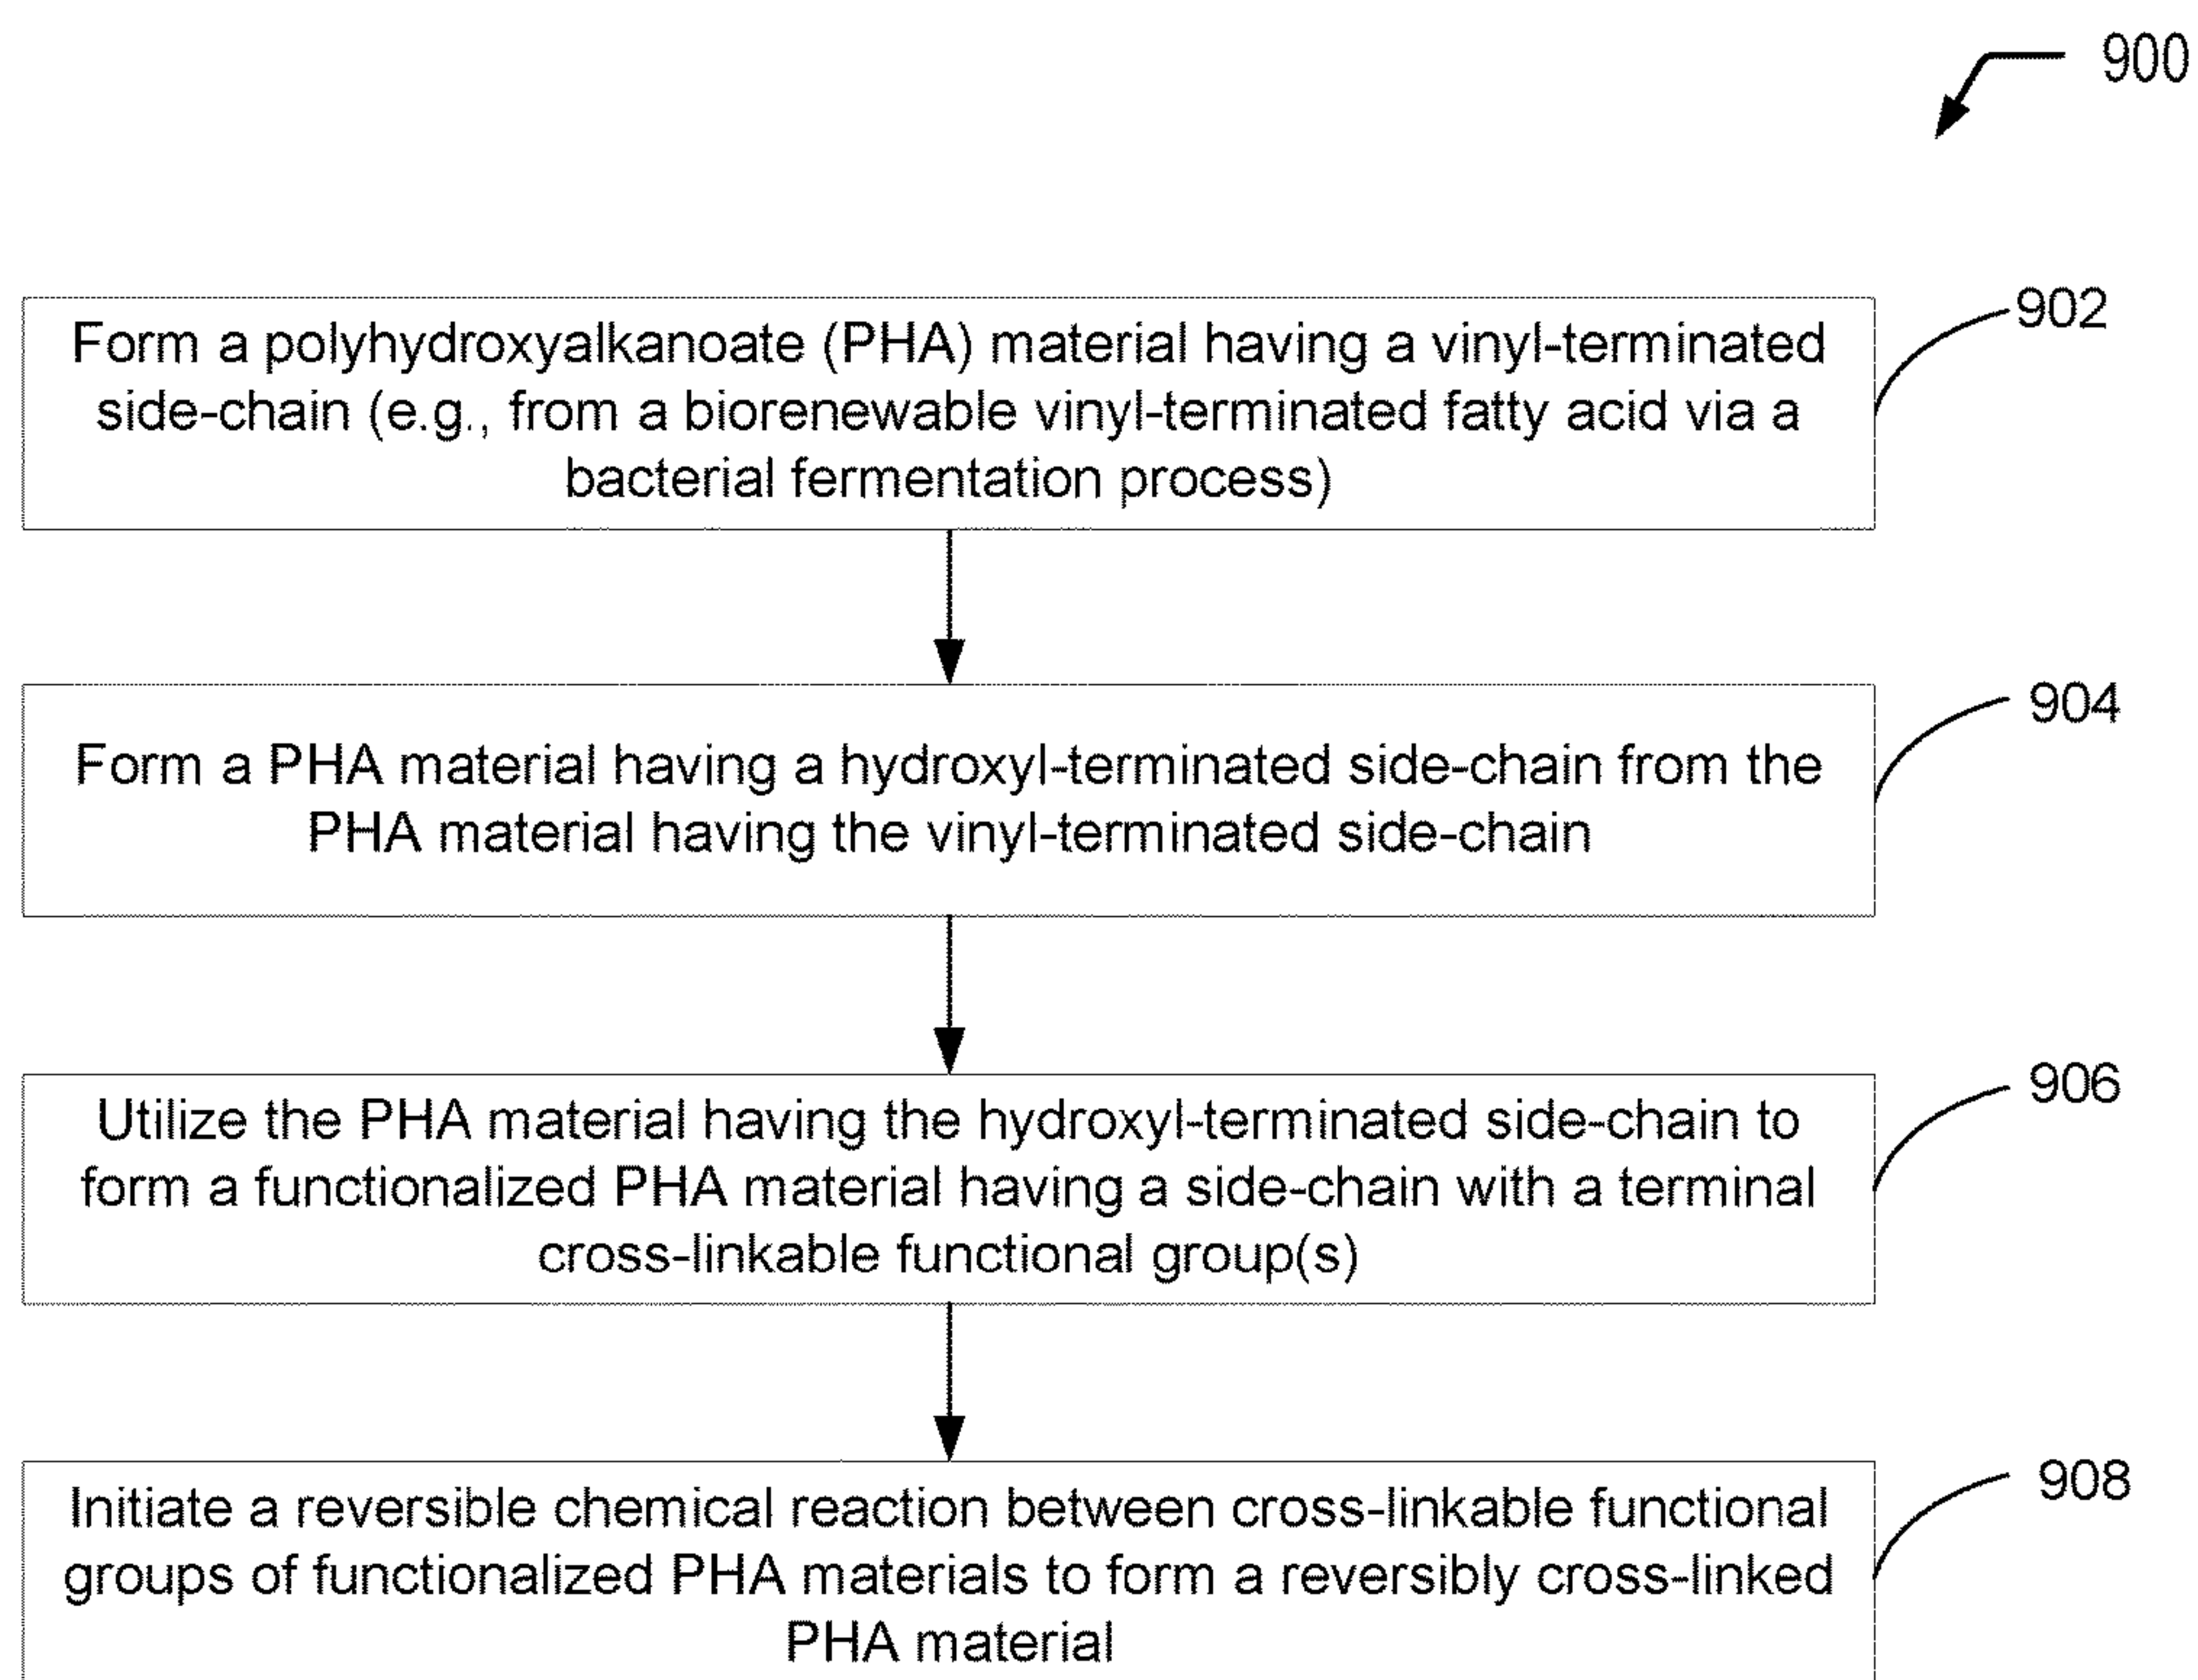 900
Form a polyhydroxyalkanoate (PHA) material having a vinyl-terminated
side-chain (e.g., from a biorenewable vinyl-terminated fatty acid via a
bacterial fermentation process)
902
Form a PHA material having a hydroxyl-terminated side-chain from the
PHA material having the vinyl-terminated side-chain
904
Utilize the PHA material having the hydroxyl-terminated side-chain to
form a functionalized PHA material having a side-chain with a terminal
cross-linkable functional group(s)
906
Initiate a reversible chemical reaction between cross-linkable functional
groups of functionalized PHA materials to form a reversibly cross-linked
PHA material
908